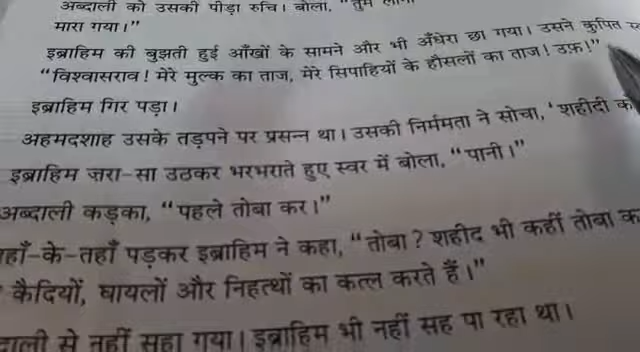 अब्दाली को उसकी पीड़ा रुचि। बोला, "तुम
मारा गया।"
इब्राहिम की बुझती हुई आँखों के सामने और भी अँधेरा छा गया। उसने कुपित
"विश्वासराव! मेरे मुल्क का ताज, मेरे सिपाहियों के हौसलों का ताज! उफ़!"
इब्राहिम गिर पड़ा।
अहमदशाह उसके तड़पने पर प्रसन्न था। उसकी निर्ममता ने सोचा, 'शहीदी
इब्राहिम ज़रा-सा उठकर भरभराते हुए स्वर में बोला, "पानी।"
अब्दाली कड़का, "पहले तोबा कर।"
पड़कर इब्राहिम ने कहा, "तोबा? शहीद भी कहीं तोबा
कैदियों, घायलों और निहत्थों का कत्ल करते हैं।"
से नहीं सहा गया। इब्राहिम भी नहीं सह पा रहा था।